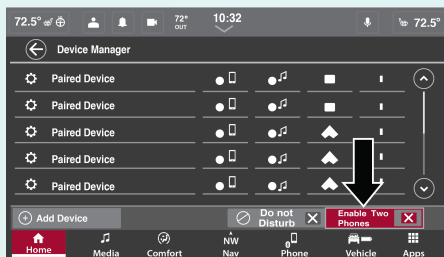 72.5°
72°
OUT
10:32
72.5°
Device Manager
Paired Device
Paired Device
Paired Device
Paired Device
Paired Device
Add Device
Do not
Disturb
X
Enable Two
Phones
X
Home
Media
Comfort
NW
Nav
0
Phone
Vehicle
Apps